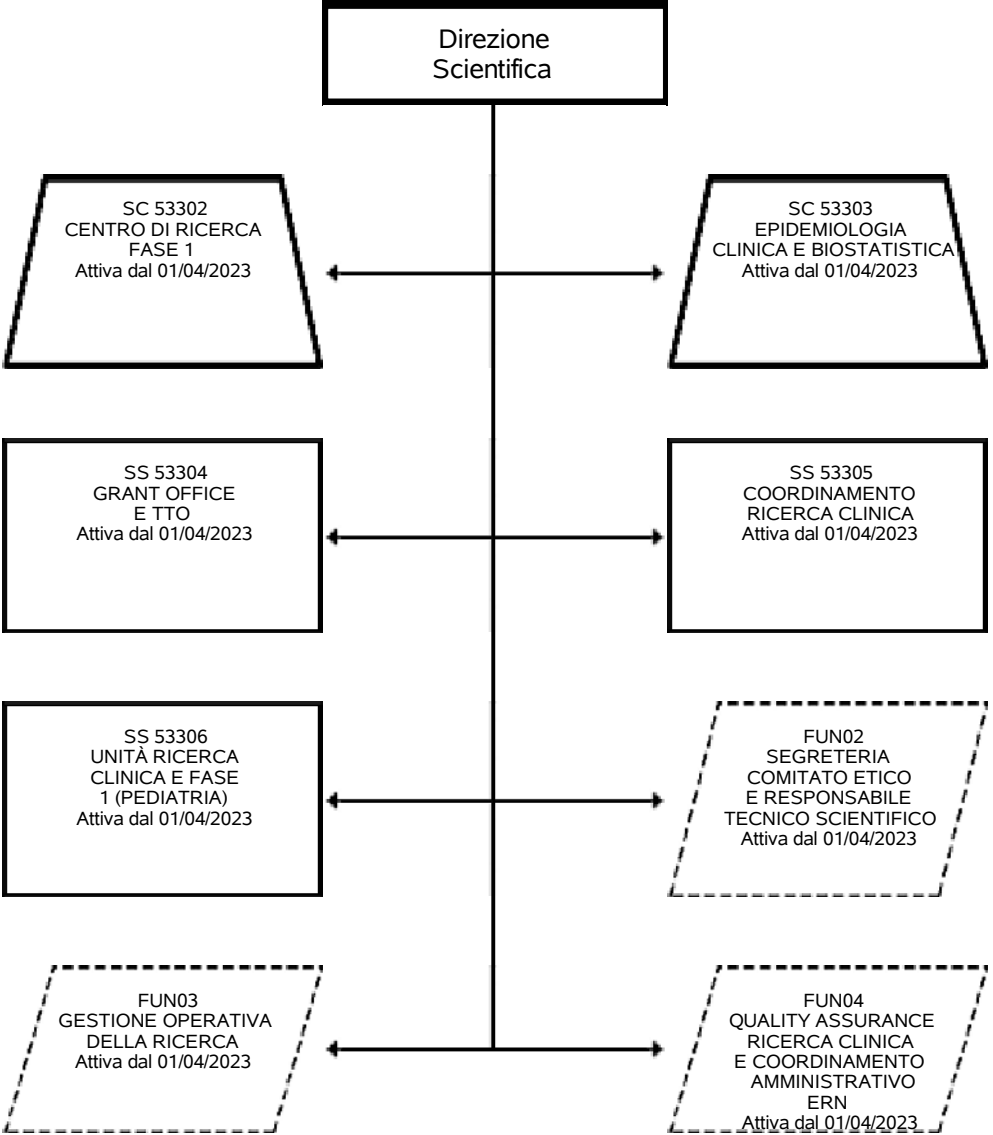 Direzione
Scientifica
SC 53302
CENTRO DI RICERCA
FASE 1
Attiva dal 01/04/2023
SC 53303
EPIDEMIOLOGIA
CLINICA E BIOSTATISTICA
Attiva dal 01/04/2023
SS 53304
GRANT OFFICE
E TTO
Attiva dal 01/04/2023
SS 53305
COORDINAMENTO
RICERCA CLINICA
Attiva dal 01/04/2023
SS 53306
UNITÀ RICERCA
CLINICA E FASE
1 (PEDIATRIA)
Attiva dal 01/04/2023
FUN02
SEGRETERIA
COMITATO ETICO
E RESPONSABILE
TECNICO SCIENTIFICO
Attiva dal 01/04/2023
FUN03
GESTIONE OPERATIVA
DELLA RICERCA
Attiva dal 01/04/2023
FUN04
QUALITY ASSURANCE
RICERCA CLINICA
E COORDINAMENTO
AMMINISTRATIVO
ERN
Attiva dal 01/04/2023